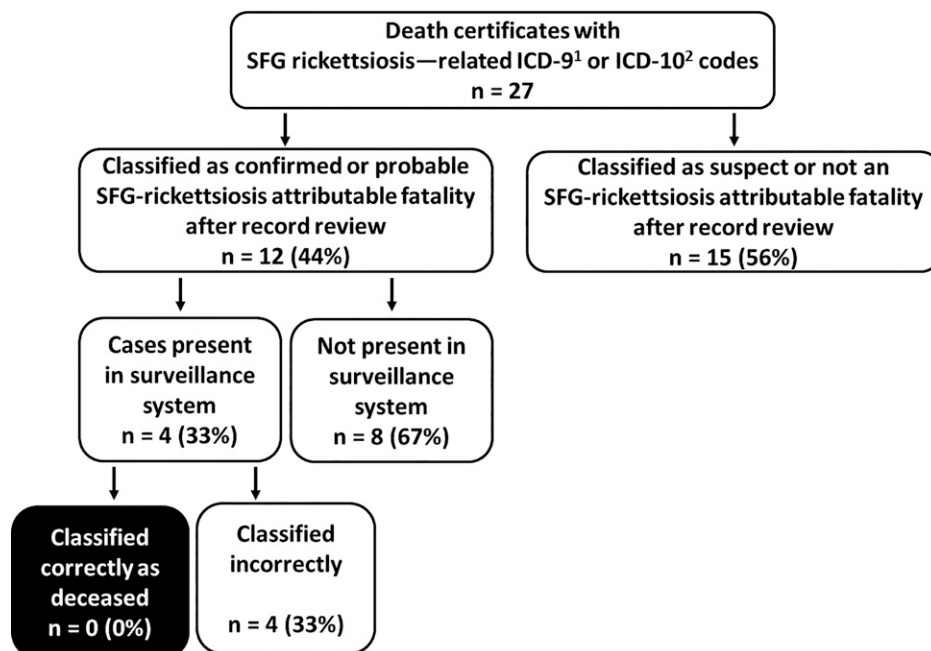 Death certificates with
SFG rickettsiosis—related ICD-9¹ or ICD-10² codes
n = 27
Classified as confirmed or probable
SFG-rickettsiosis attributable fatality
after record review
n = 12 (44%)
Classified as suspect or not an
SFG-rickettsiosis attributable fatality
after record review
n = 15 (56%)
Cases present
in surveillance
system
n = 4 (33%)
Not present in
surveillance
system
n = 8 (67%)
Classified
correctly as
deceased
n = 0 (0%)
Classified
incorrectly
n = 4 (33%)